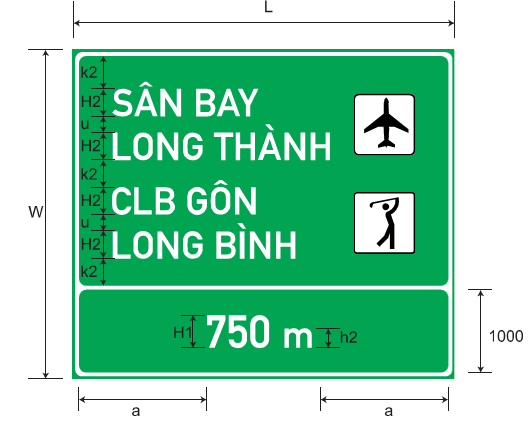 L
k2
H2
SÂN BAY
u
H2
LONG THÀNH
k2
W
H2
CLB GÔN
u
H2
LONG BÌNH
k2
H1
750 m
h2
1000
a
a